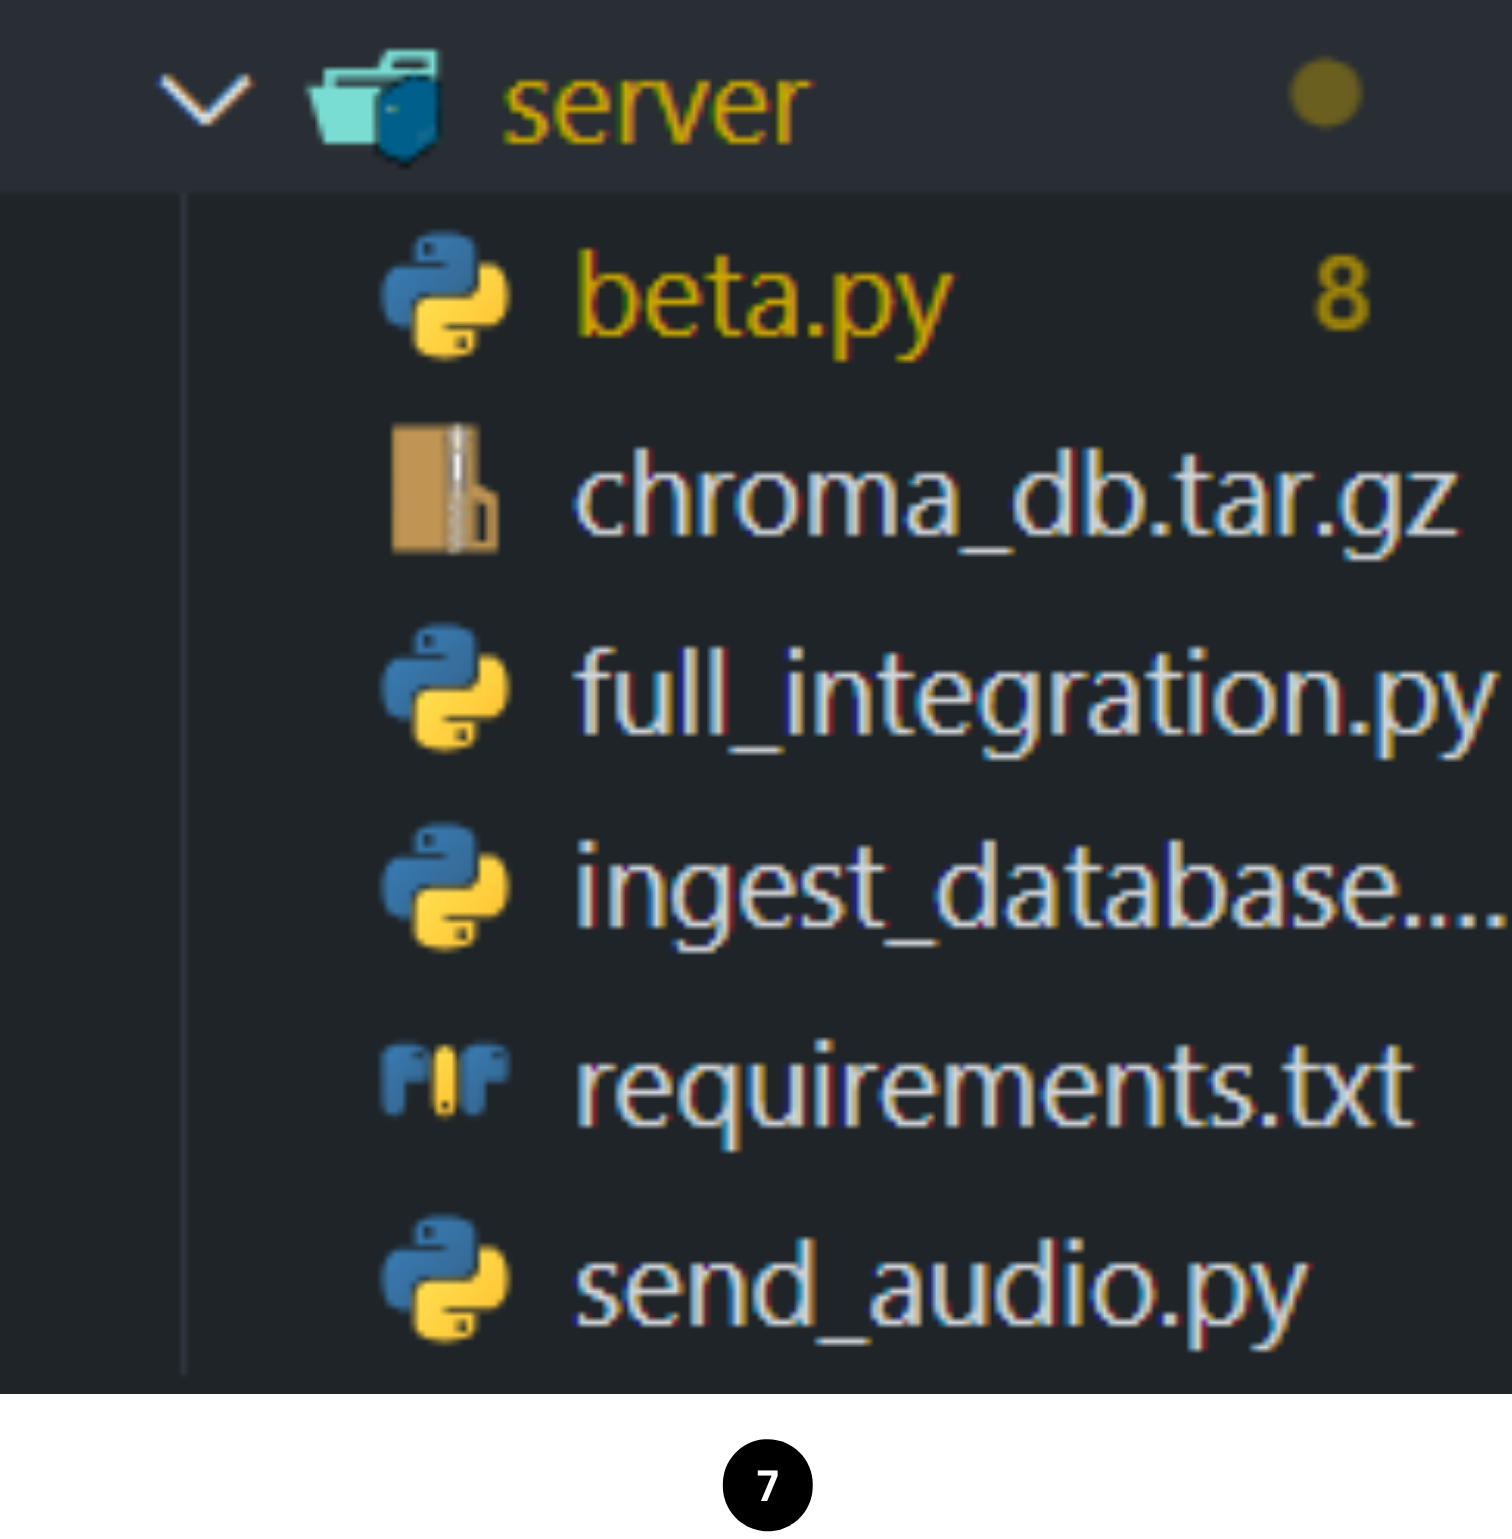 server
beta.py 8
chroma_db.tar.gz
full_integration.py
ingest_database....
requirements.txt
send_audio.py
7